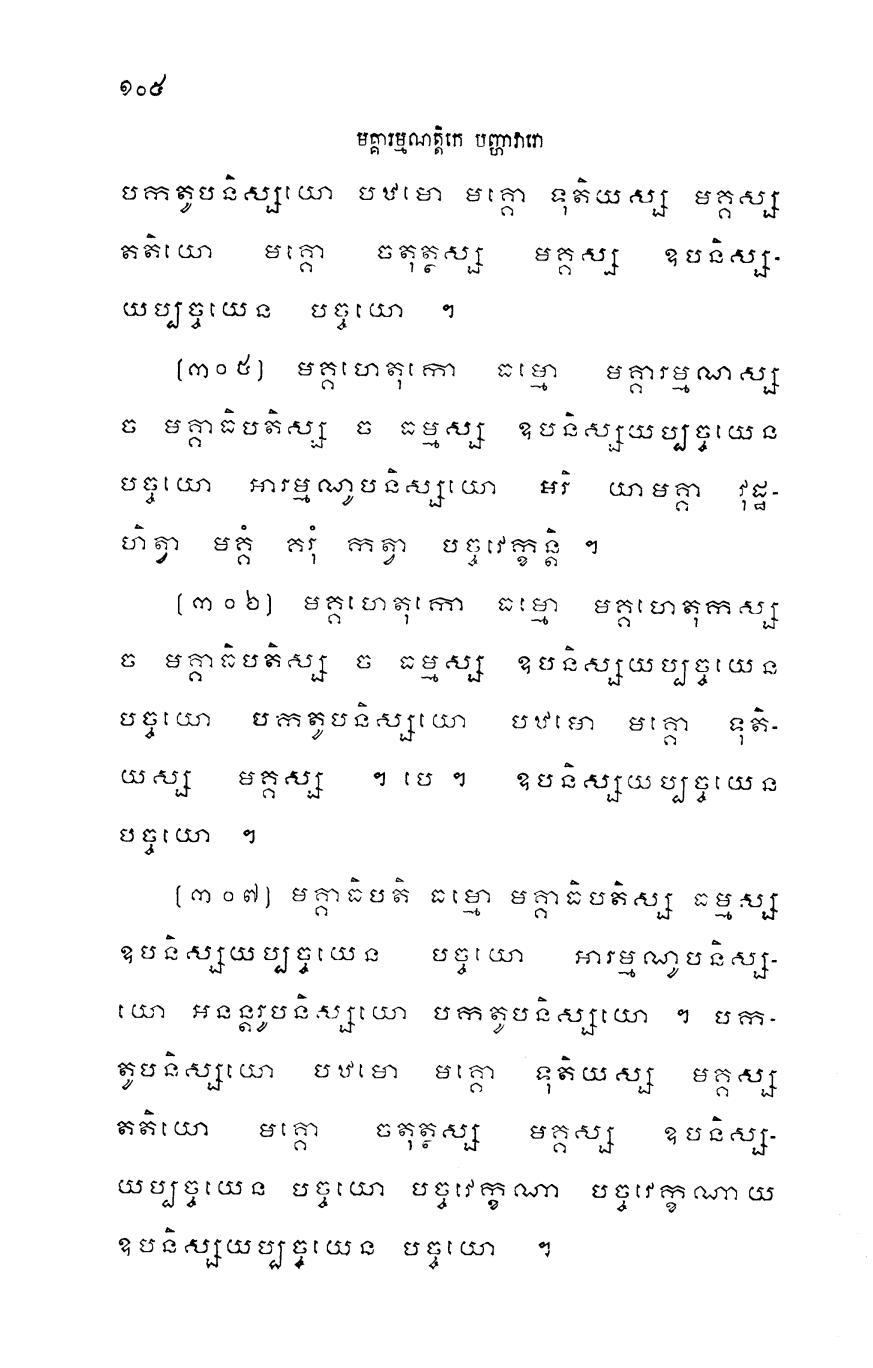 ១០៥
មគ្គារម្មណត្តិកេ បញ្ហាវារោ
បកតូបនិស្សយោ បឋមោ មគ្គោ ទុតិយស្ស មគ្គស្ស
តតិយោ មគ្គោ ចតុត្ថស្ស មគ្គស្ស ឧបនិស្ស-
យប្បច្ចយេន បច្ចយោ ។
(៣០៥) មគ្គហេតុកោ ធម្មោ មគ្គារម្មណស្ស
ច មគ្គាធិបតិស្ស ច ធម្មស្ស ឧបនិស្សយប្បច្ចយេន
បច្ចយោ អារម្មណូបនិស្សយោ អរិ យាមគ្គា វុដ្ឋ-
ហិត្វា មគ្គំ គរុំ កត្វា បច្ចវេក្ខន្តិ ។
(៣០៦) មគ្គហេតុកោ ធម្មោ មគ្គហេតុកស្ស
ច មគ្គាធិបតិស្ស ច ធម្មស្ស ឧបនិស្សយប្បច្ចយេន
បច្ចយោ បកតូបនិស្សយោ បឋមោ មគ្គោ ទុតិ-
យស្ស មគ្គស្ស ។ បេ ។ ឧបនិស្សយប្បច្ចយេន
បច្ចយោ ។
(៣០៧) មគ្គាធិបតិ ធម្មោ មគ្គាធិបតិស្ស ធម្មស្ស
ឧបនិស្សយប្បច្ចយេន បច្ចយោ អារម្មណូបនិស្ស-
យោ អនន្តរូបនិស្សយោ បកតូបនិស្សយោ ។ បក-
តូបនិស្សយោ បឋមោ មគ្គោ ទុតិយស្ស មគ្គស្ស
តតិយោ មគ្គោ ចតុត្ថស្ស មគ្គស្ស ឧបនិស្ស-
យប្បច្ចយេន បច្ចយោ បច្ចវេក្ខណា បច្ចវេក្ខណាយ
ឧបនិស្សយប្បច្ចយេន បច្ចយោ ។